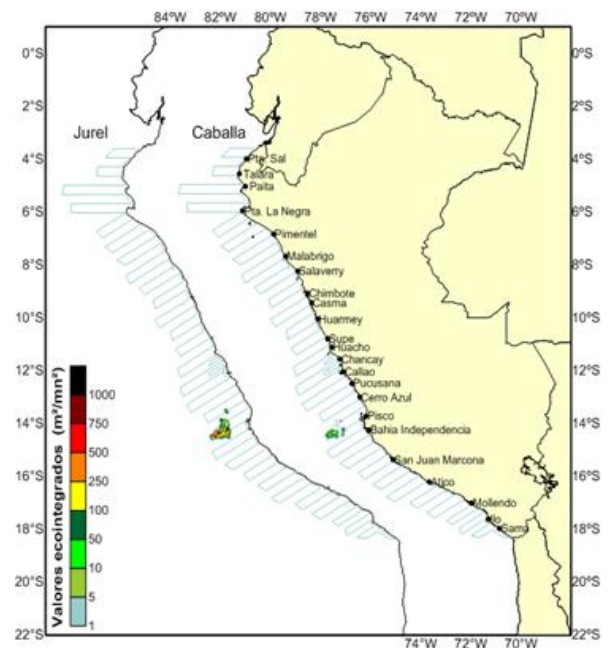 84°W 82°W 80°W 78°W 76°W 74°W 72°W 70°W
0°S 0°S
2°S 2°S
Jurel Caballa
4°S Pta. Sal 4°S
Talara
Paita
6°S Pta. La Negra 6°S
Pimentel
Malabrigo
8°S Salaverry 8°S
Chimbote
Casma
10°S Huarmey 10°S
Supe
Huacho
Chancay
12°S Callao 12°S
Pucusana
Cerro Azul
Pisco
14°S Bahia Independencia 14°S
San Juan Marcona
16°S Atico 16°S
Mollendo
Ilo
18°S Sama 18°S
20°S 20°S
22°S 22°S
74°W 72°W 70°W
Valores ecointegrados (m²/mn²)
1000
750
500
250
100
50
10
5
1